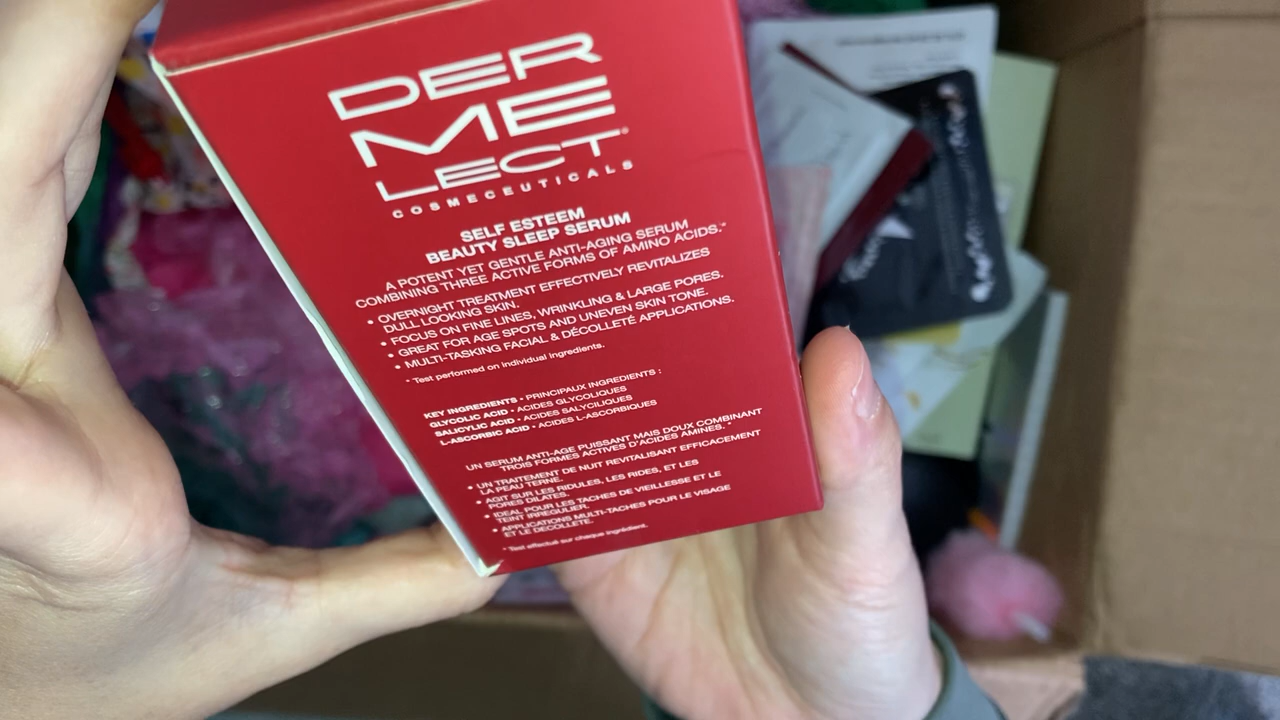 DER
ME
LECT®
COSMECEUTICALS
SELF ESTEEM
BEAUTY SLEEP SERUM
A POTENT YET GENTLE ANTI-AGING SERUM
COMBINING THREE ACTIVE FORMS OF AMINO ACIDS.*
• OVERNIGHT TREATMENT EFFECTIVELY REVITALIZES
DULL LOOKING SKIN.
• FOCUS ON FINE LINES, WRINKLING & LARGE PORES.
• GREAT FOR AGE SPOTS AND UNEVEN SKIN TONE.
• MULTI-TASKING FACIAL & DÉCOLLETÉ APPLICATIONS.
* Test performed on individual ingredients.
KEY INGREDIENTS - PRINCIPAUX INGREDIENTS :
GLYCOLIC ACID - ACIDES GLYCOLIQUES
SALICYLIC ACID - ACIDES SALYCILIQUES
L-ASCORBIC ACID - ACIDES L-ASCORBIQUES
UN SERUM ANTI-AGE PUISSANT MAIS DOUX COMBINANT
TROIS FORMES ACTIVES D'ACIDES AMINES. *
• UN TRAITEMENT DE NUIT REVITALISANT EFFICACEMENT
LA PEAU TERNE.
• AGIT SUR LES RIDULES, LES RIDES, ET LES
PORES DILATES.
• IDEAL POUR LES TACHES DE VIEILLESSE ET LE
TEINT IRREGULIER.
• APPLICATIONS MULTI-TACHES POUR LE VISAGE
ET LE DECOLLETE.
* Test effectué sur chaque ingrédient.